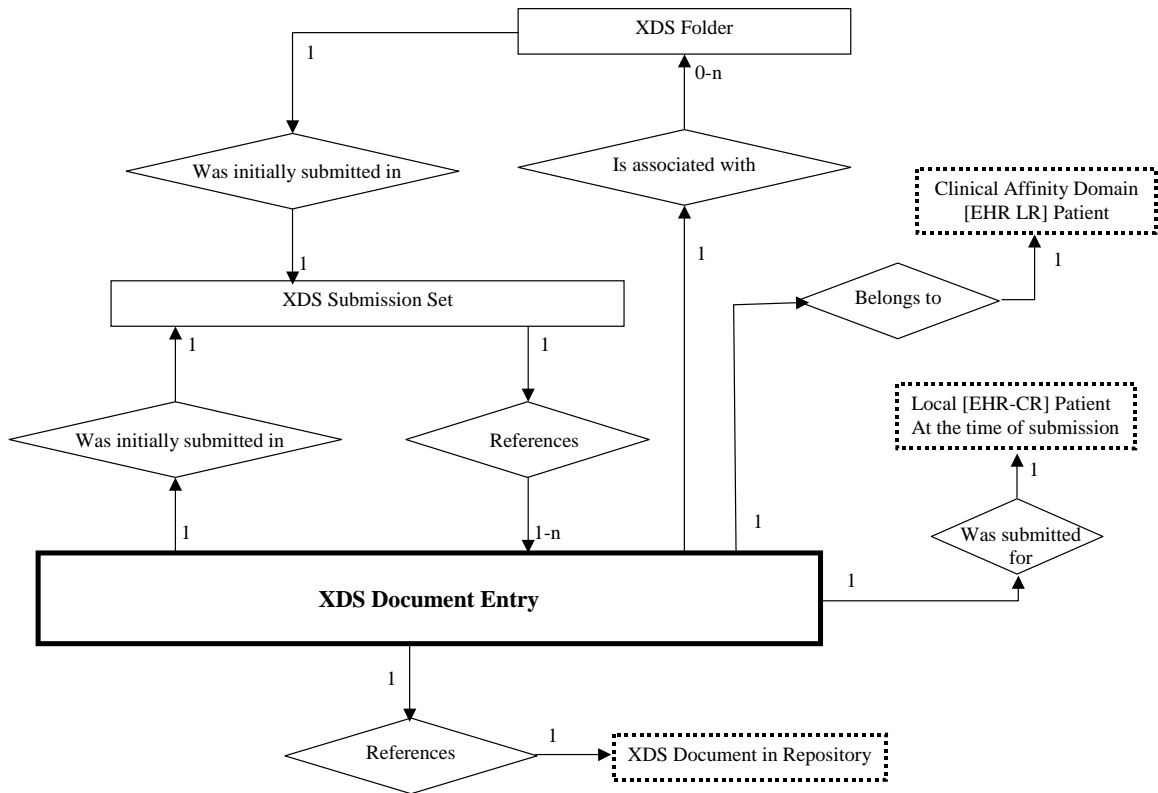 XDS Folder
1
0-n
Was initially submitted in
Is associated with
Clinical Affinity Domain
[EHR LR] Patient
1
1
1
XDS Submission Set
Belongs to
1
1
Local [EHR-CR] Patient
At the time of submission
Was initially submitted in
References
1
1
1-n
1
Was submitted
for
1
XDS Document Entry
1
References
1
XDS Document in Repository